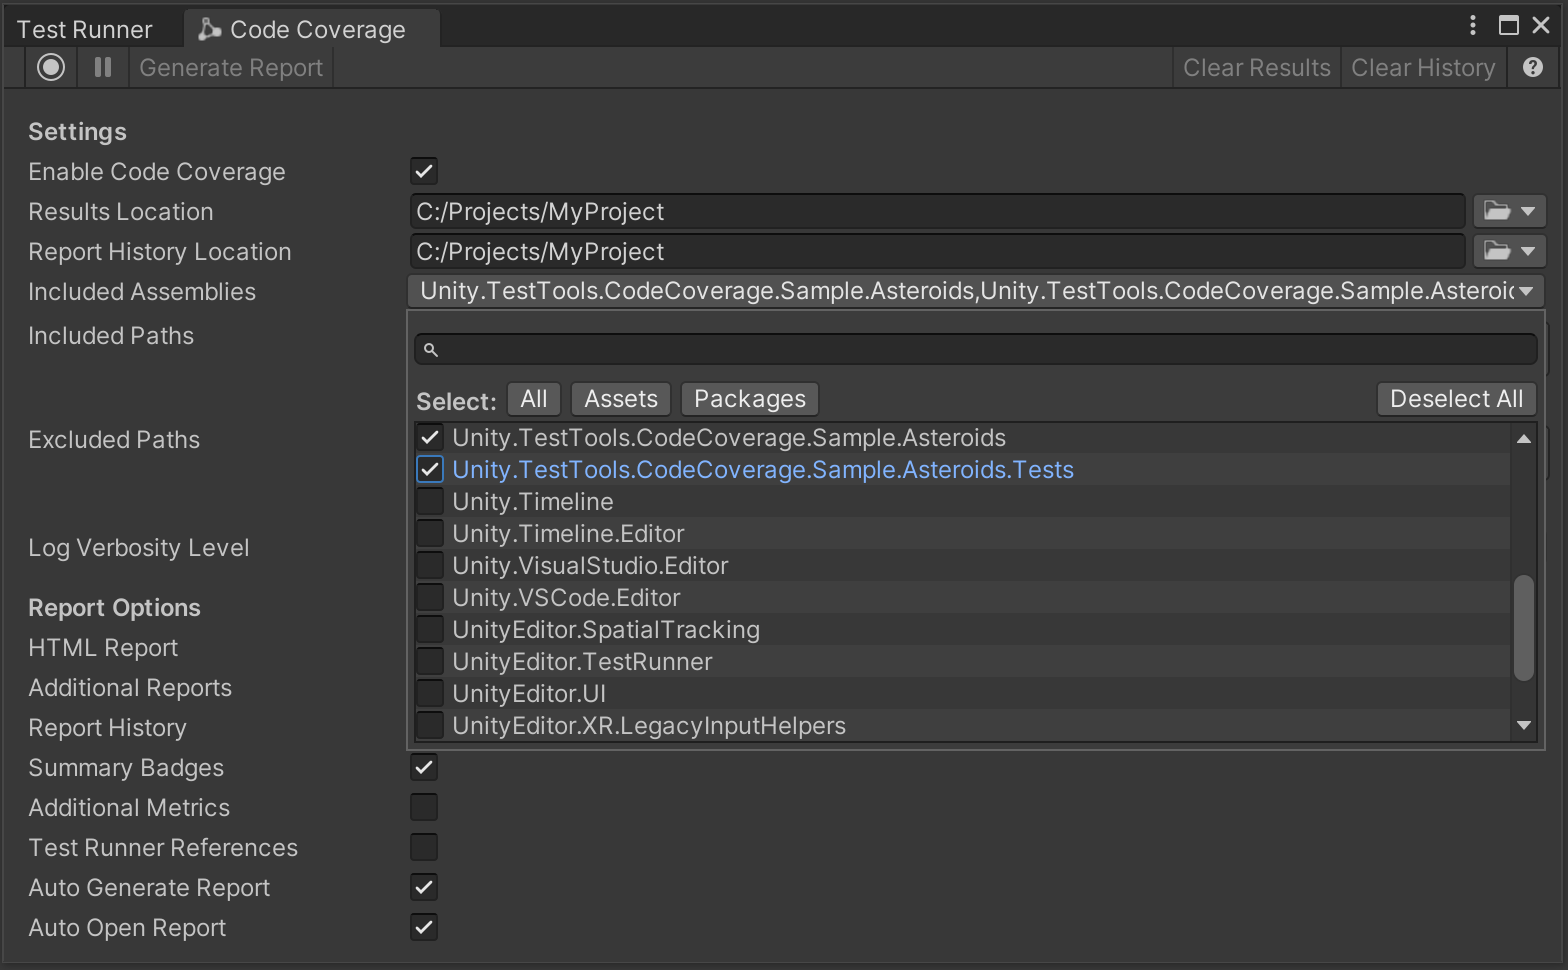 Test Runner Code Coverage
Generate Report Clear Results Clear History ?
Settings
Enable Code Coverage
Results Location C:/Projects/MyProject
Report History Location C:/Projects/MyProject
Included Assemblies Unity.TestTools.CodeCoverage.Sample.Asteroids,Unity.TestTools.CodeCoverage.Sample.Asteroi
Included Paths
Select: All Assets Packages Deselect All
Unity.TestTools.CodeCoverage.Sample.Asteroids
Excluded Paths
Unity.TestTools.CodeCoverage.Sample.Asteroids.Tests
Unity.Timeline
Unity.Timeline.Editor
Log Verbosity Level
Unity.VisualStudio.Editor
Unity.VSCode.Editor
Report Options
UnityEditor.SpatialTracking
HTML Report
UnityEditor.TestRunner
Additional Reports
UnityEditor.UI
Report History
UnityEditor.XR.LegacyInputHelpers
Summary Badges
Additional Metrics
Test Runner References
Auto Generate Report
Auto Open Report